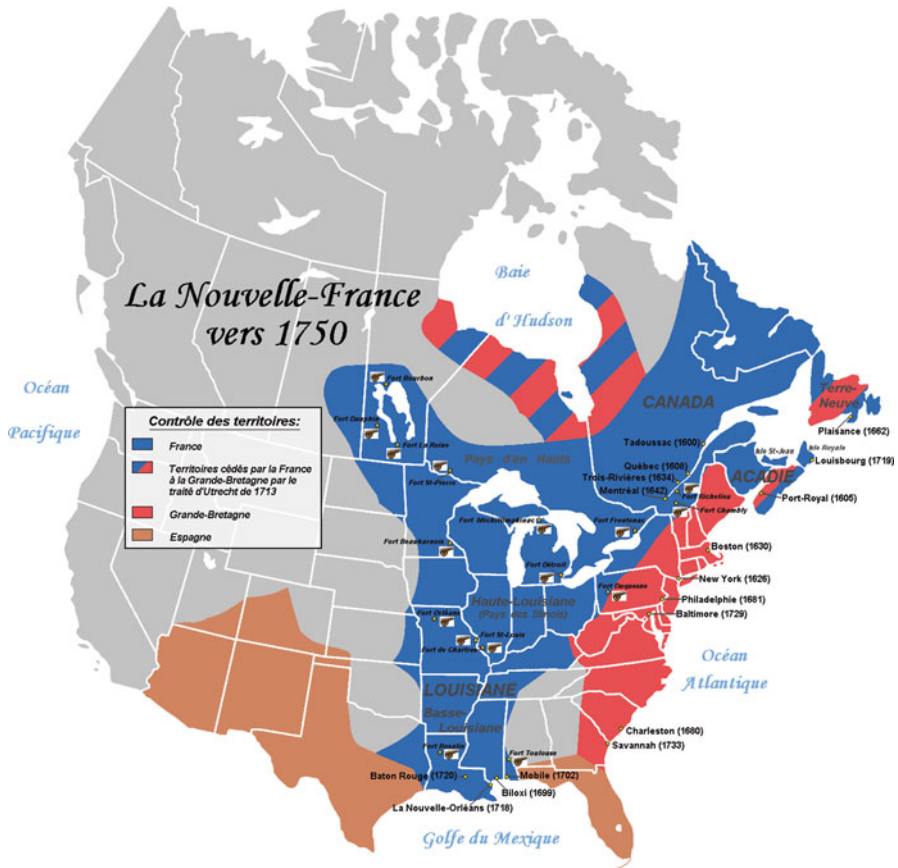 La Nouvelle-France
vers 1750
Baie
d'Hudson
Océan
Pacifique
Contrôle des territoires:
France
Territoires cédés par la France
à la Grande-Bretagne par le
traité d'Utrecht de 1713
Grande-Bretagne
Espagne
Fort Bourbon
Fort Dauphin
Fort La Reine
Fort St-Pierre
Pays d'en Hauts
CANADA
Terre-
Neuve
Plaisance (1662)
Tadoussac (1600)
Isle St-Jean
Isle Royale
Louisbourg (1719)
Québec (1608)
Trois-Rivières (1634)
ACADIE
Montréal (1642)
Fort Richelieu
Port-Royal (1605)
Fort Chambly
Fort Michilimakinac
Fort Frontenac
Fort Beauharnois
Boston (1630)
Fort Détroit
New York (1626)
Fort Duquesne
Philadelphie (1681)
Haute-Louisiane
(Pays des Illinois)
Baltimore (1729)
Fort Orléans
Fort St-Louis
Fort de Chartres
Océan
Atlantique
LOUISIANE
Basse-
Louisiane
Charleston (1680)
Savannah (1733)
Fort Rosalie
Fort Toulouse
Baton Rouge (1720)
Mobile (1702)
Biloxi (1699)
La Nouvelle-Orléans (1718)
Golfe du Mexique